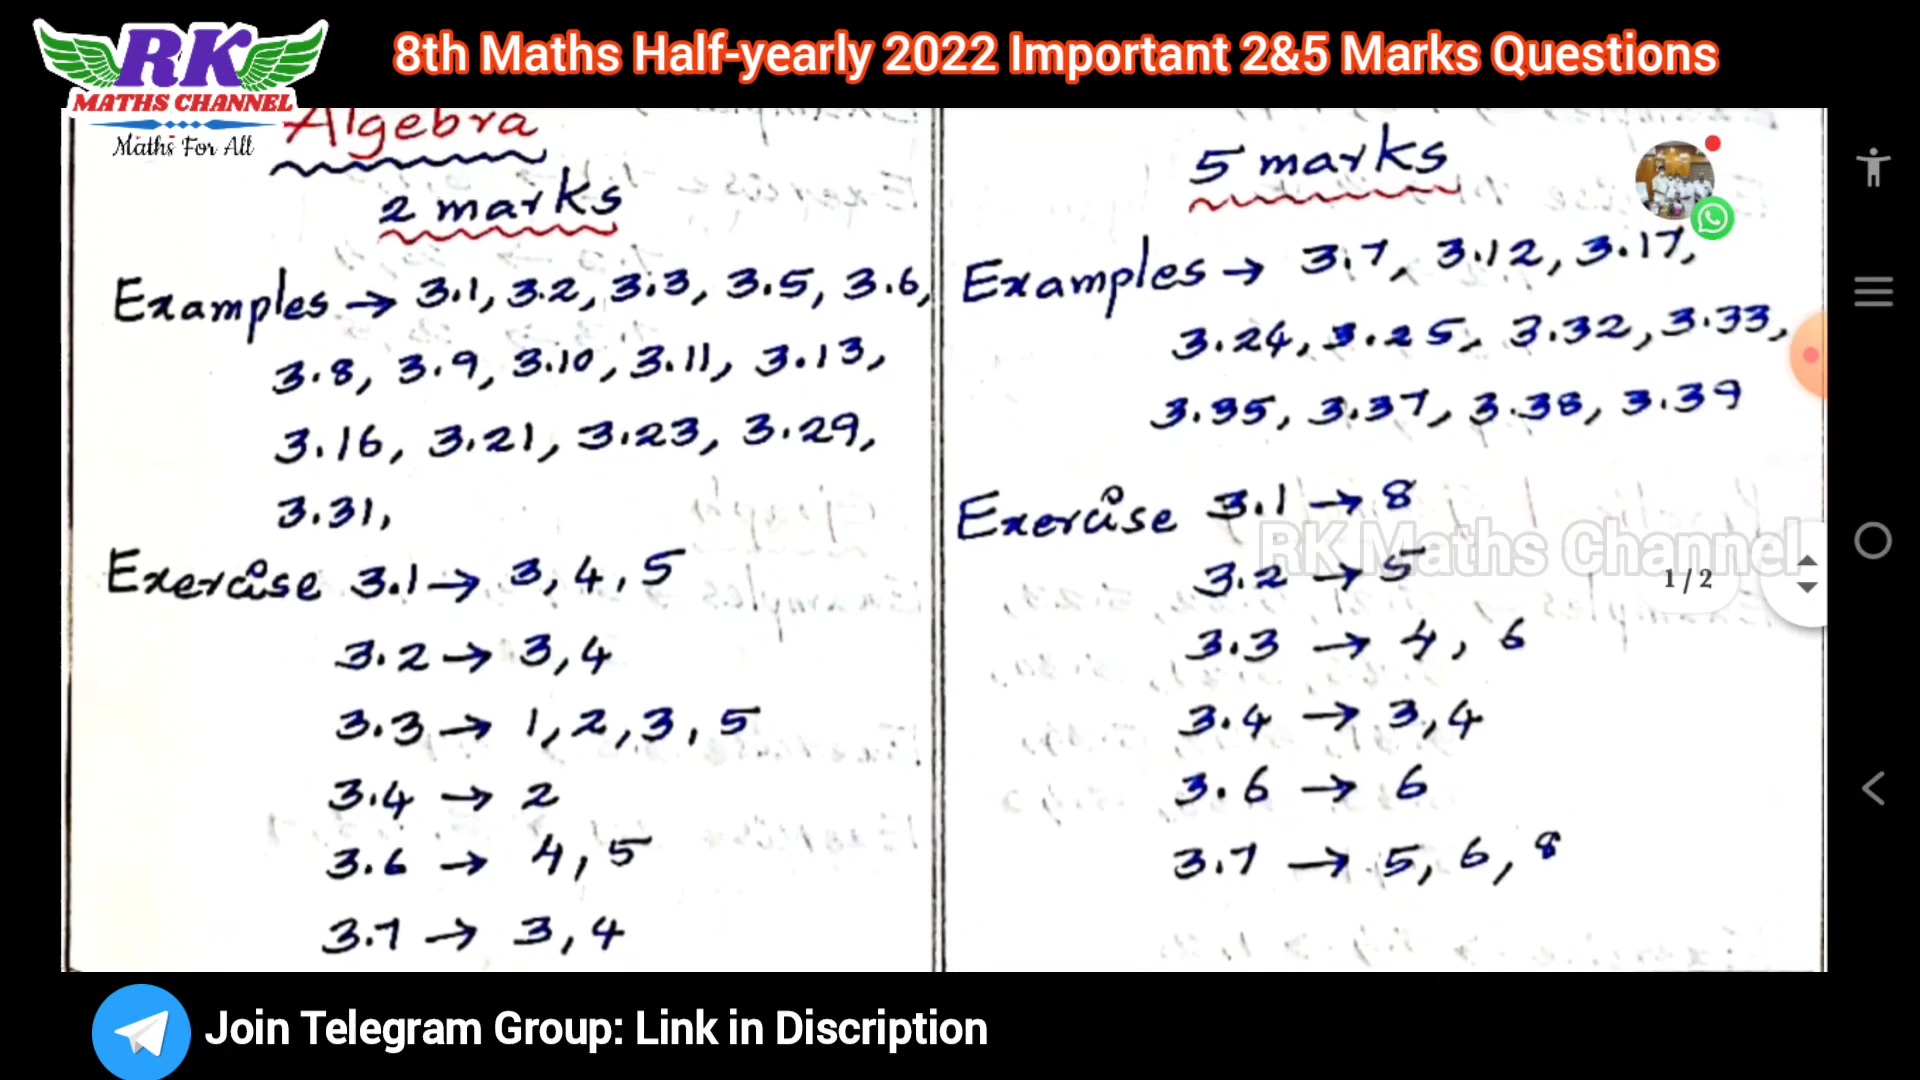 RK
MATHS CHANNEL
Maths For All
8th Maths Half-yearly 2022 Important 2&5 Marks Questions
Algebra
2 marks
Examples → 3.1, 3.2, 3.3, 3.5, 3.6,
3.8, 3.9, 3.10, 3.11, 3.13,
3.16, 3.21, 3.23, 3.29,
3.31,
Exercise 3.1 → 3, 4, 5
3.2 → 3, 4
3.3 → 1, 2, 3, 5
3.4 → 2
3.6 → 4, 5
3.7 → 3, 4
5 marks
Examples → 3.7, 3.12, 3.17,
3.24, 3.25, 3.32, 3.33,
3.35, 3.37, 3.38, 3.39
Exercise 3.1 → 8
3.2 → 5
3.3 → 4, 6
3.4 → 3, 4
3.6 → 6
3.7 → 5, 6, 8
RK Maths Channel
1/2
Join Telegram Group: Link in Discription